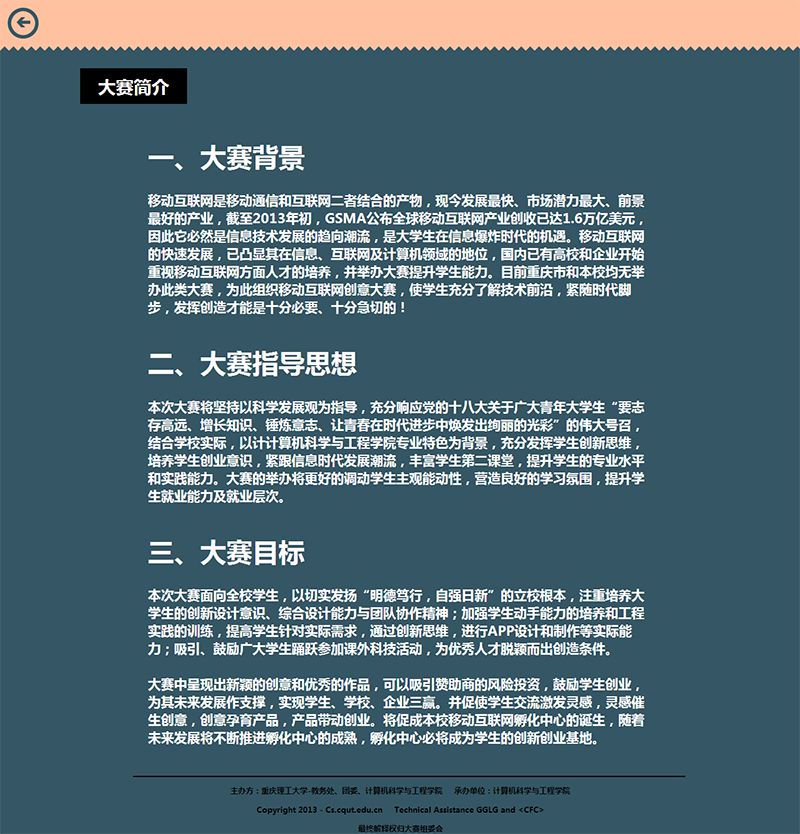 大赛简介
一、大赛背景
移动互联网是移动通信和互联网二者结合的产物，现今发展最快、市场潜力最大、前景
最好的产业，截至2013年初，GSMA公布全球移动互联网产业创收已达1.6万亿美元，
因此它必然是信息技术发展的趋向潮流，是大学生在信息爆炸时代的机遇。移动互联网
的快速发展，已凸显其在信息、互联网及计算机领域的地位，国内已有高校和企业开始
重视移动互联网方面人才的培养，并举办大赛提升学生能力。目前重庆市和本校均无举
办此类大赛，为此组织移动互联网创意大赛，使学生充分了解技术前沿，紧随时代脚
步，发挥创造才能是十分必要、十分急切的！
二、大赛指导思想
本次大赛将坚持以科学发展观为指导，充分响应党的十八大关于广大青年大学生“要志
存高远、增长知识、锤炼意志、让青春在时代进步中焕发出绚丽的光彩”的伟大号召，
结合学校实际，以计计算机科学与工程学院专业特色为背景，充分发挥学生创新思维，
培养学生创业意识，紧跟信息时代发展潮流，丰富学生第二课堂，提升学生的专业水平
和实践能力。大赛的举办将更好的调动学生主观能动性，营造良好的学习氛围，提升学
生就业能力及就业层次。
三、大赛目标
本次大赛面向全校学生，以切实发扬“明德笃行，自强日新”的立校根本，注重培养大
学生的创新设计意识、综合设计能力与团队协作精神；加强学生动手能力的培养和工程
实践的训练，提高学生针对实际需求，通过创新思维，进行APP设计和制作等实际能
力；吸引、鼓励广大学生踊跃参加课外科技活动，为优秀人才脱颖而出创造条件。
大赛中呈现出新颖的创意和优秀的作品，可以吸引赞助商的风险投资，鼓励学生创业，
为其未来发展作支撑，实现学生、学校、企业三赢。并促使学生交流激发灵感，灵感催
生创意，创意孕育产品，产品带动创业。将促成本校移动互联网孵化中心的诞生，随着
未来发展将不断推进孵化中心的成熟，孵化中心必将成为学生的创新创业基地。
主办方：重庆理工大学-教务处、团委、计算机科学与工程学院 承办单位：计算机科学与工程学院
Copyright 2013 - Cs.cqut.edu.cn Technical Assistance GGLG and <CFC>
最终解释权归大赛组委会